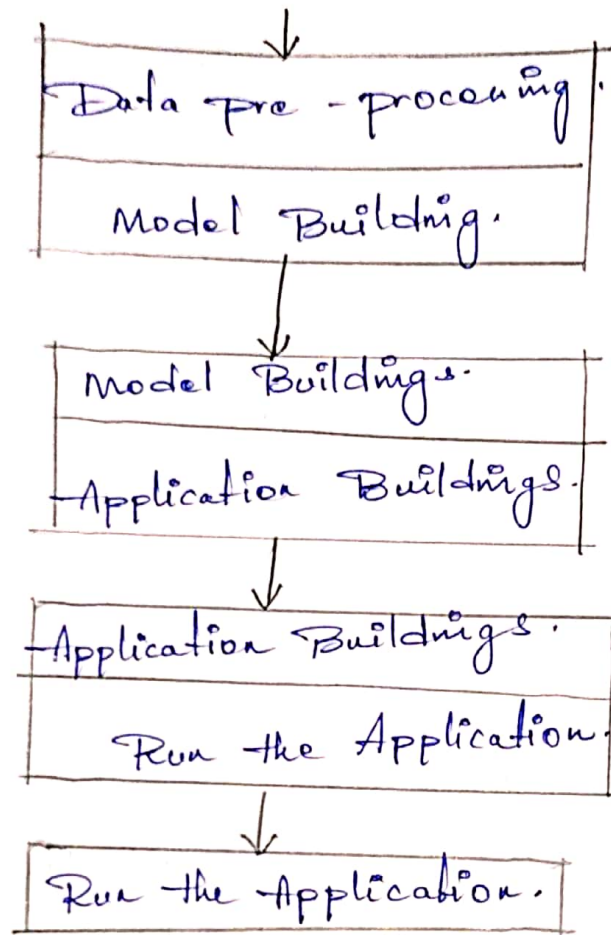 Data pre-processing.
Model Building.
Model Buildings.
Application Buildings.
Application Buildings.
Run the Application.
Run the Application.